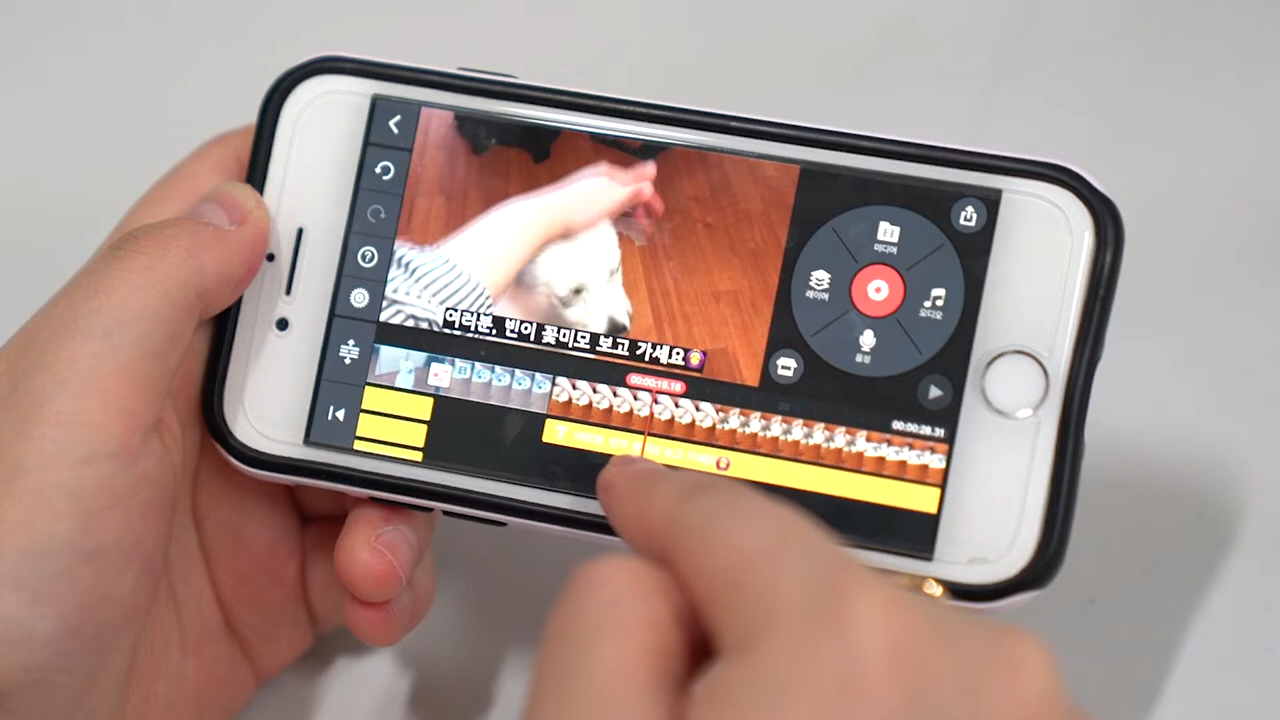 미디어
레이어
오디오
음성
여러분, 빈이 꽃미모 보고 가세요
00:00:19.16
00:00:28.31